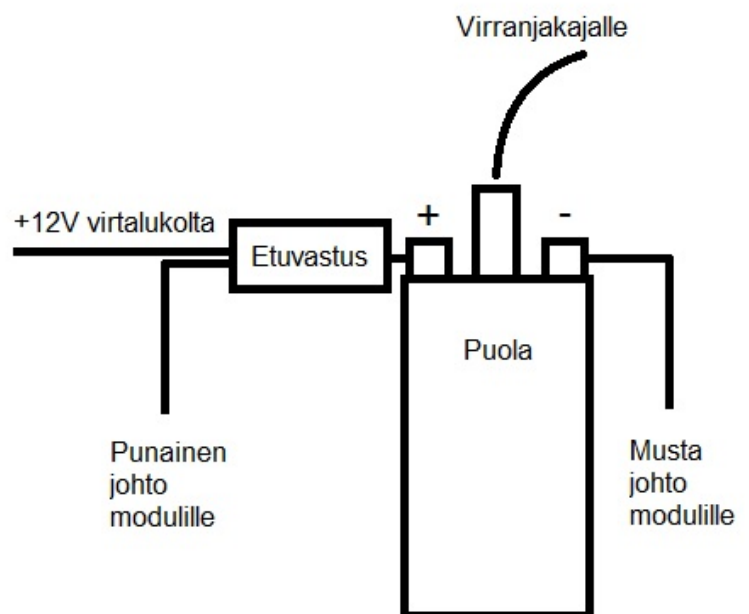 Virranjakajalle
+12V virtalukolta
+
-
Etuvastus
Puola
Punainen
johto
modulille
Musta
johto
modulille